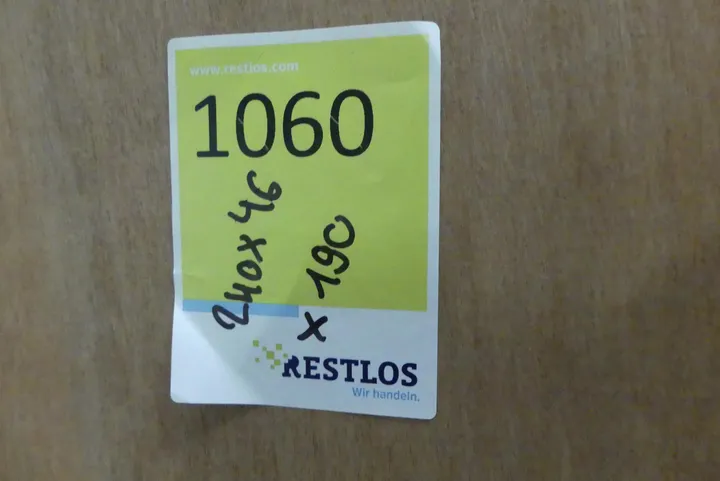 www.restlos.com
1060
240x46
x 190
RESTLOS
Wir handeln.